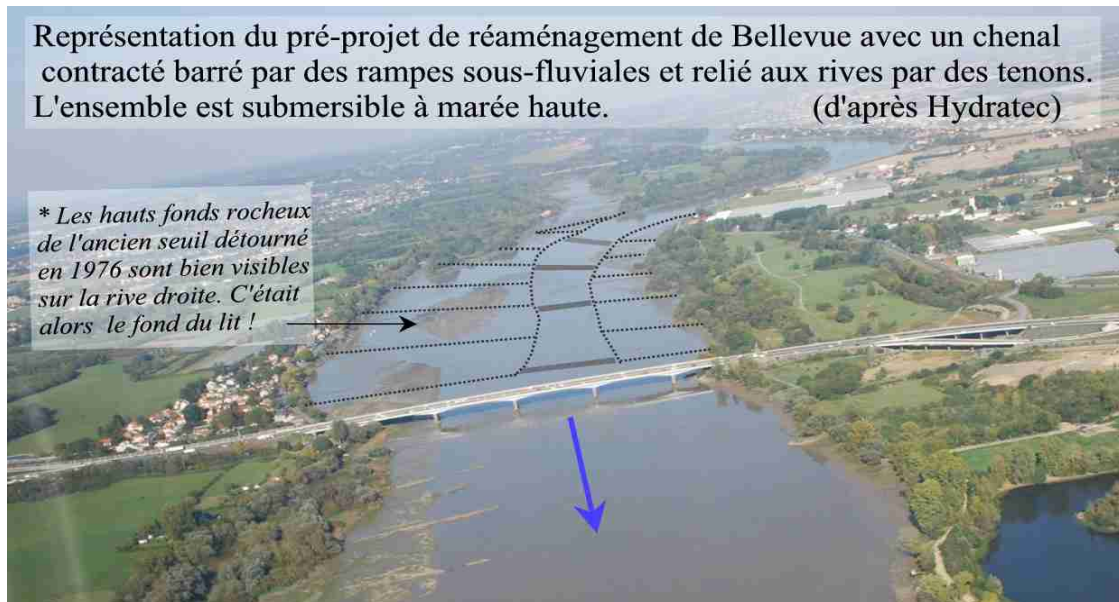 Représentation du pré-projet de réaménagement de Bellevue avec un chenal
contracté barré par des rampes sous-fluviales et relié aux rives par des tenons.
L'ensemble est submersible à marée haute. (d'après Hydratec)
* Les hauts fonds rocheux
de l'ancien seuil détourné
en 1976 sont bien visibles
sur la rive droite. C'était
alors le fond du lit !